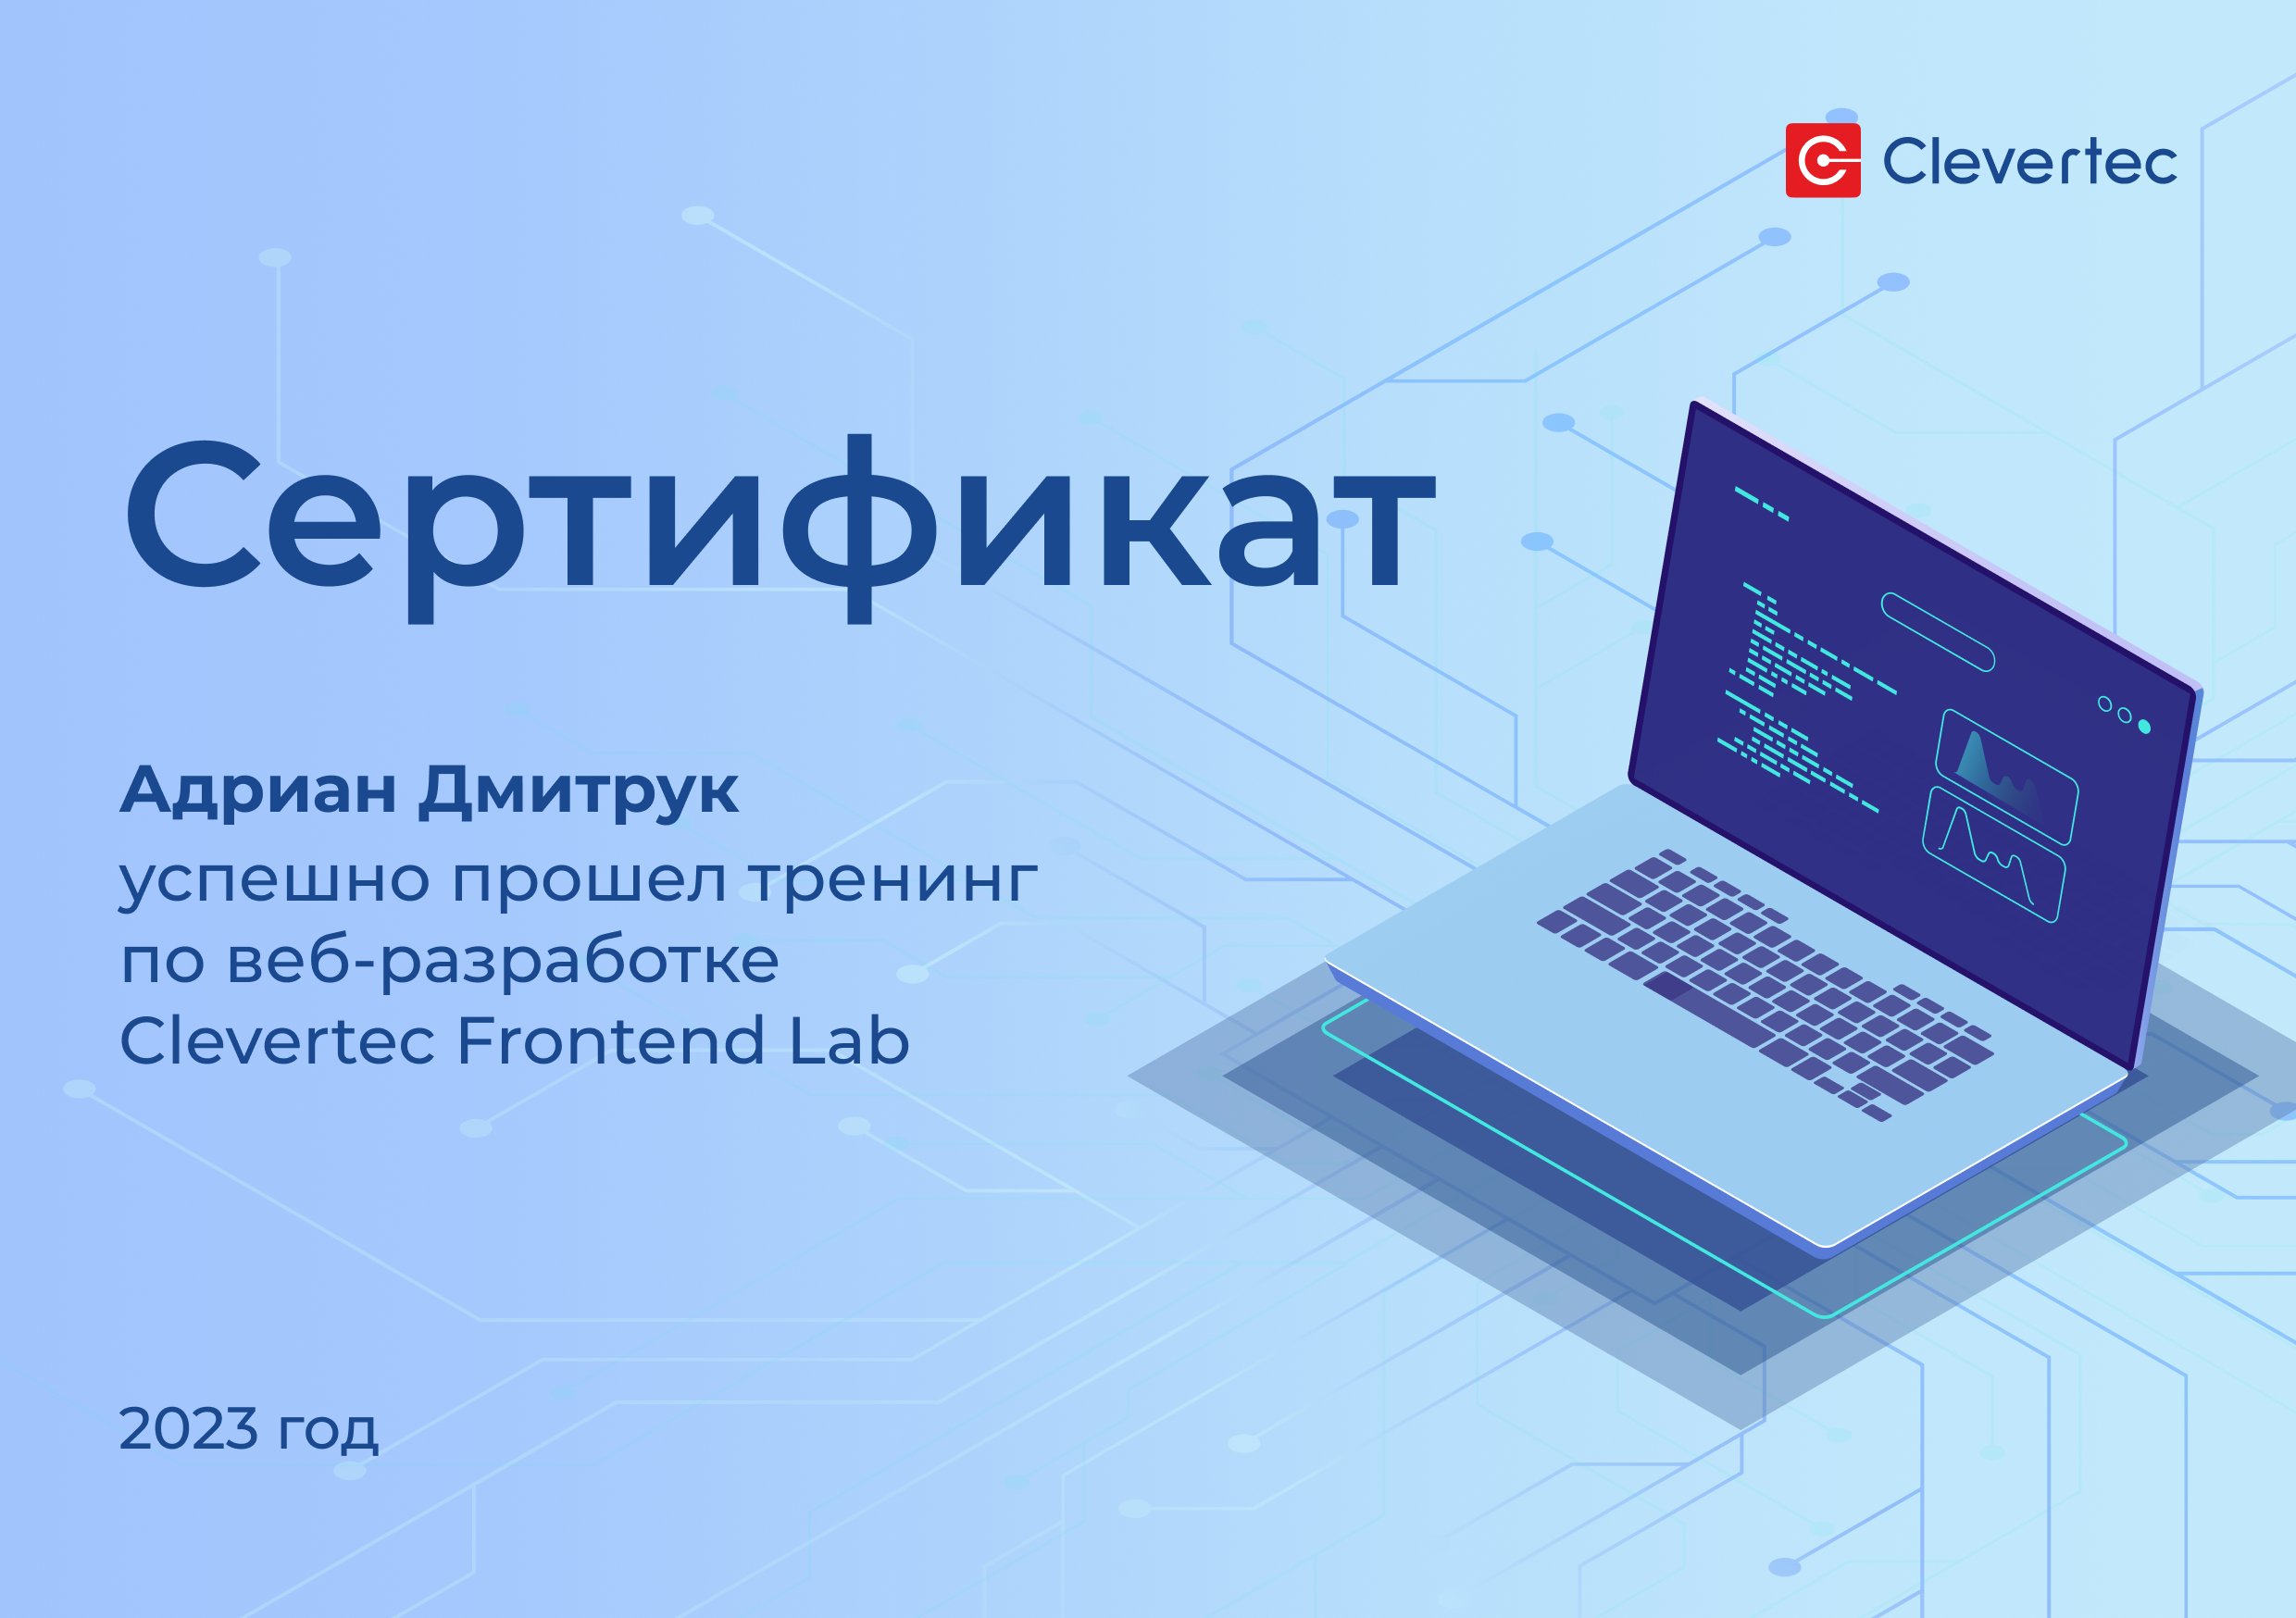 Clevertec
Сертификат
Адриан Дмитрук
успешно прошел тренинг
по веб-разработке
Clevertec Frontend Lab
2023 год